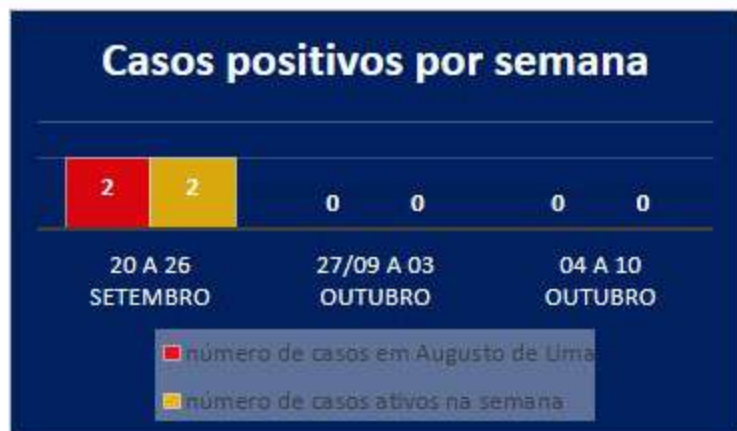 Casos positivos por semana
2 2 0 0 0 0
20 A 26 27/09 A 03 04 A 10
SETEMBRO OUTUBRO OUTUBRO
número de casos em Augusto de Lima
número de casos ativos na semana